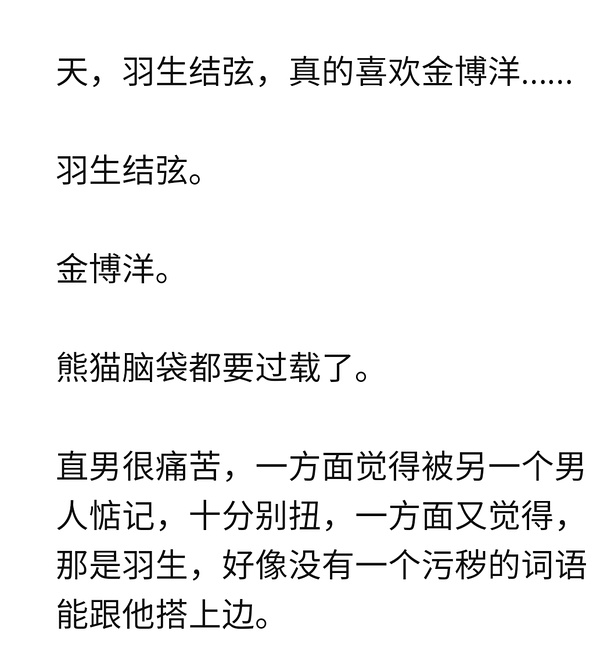 天，羽生结弦，真的喜欢金博洋……
羽生结弦。
金博洋。
熊猫脑袋都要过载了。
直男很痛苦，一方面觉得被另一个男
人惦记，十分别扭，一方面又觉得，
那是羽生，好像没有一个污秽的词语
能跟他搭上边。